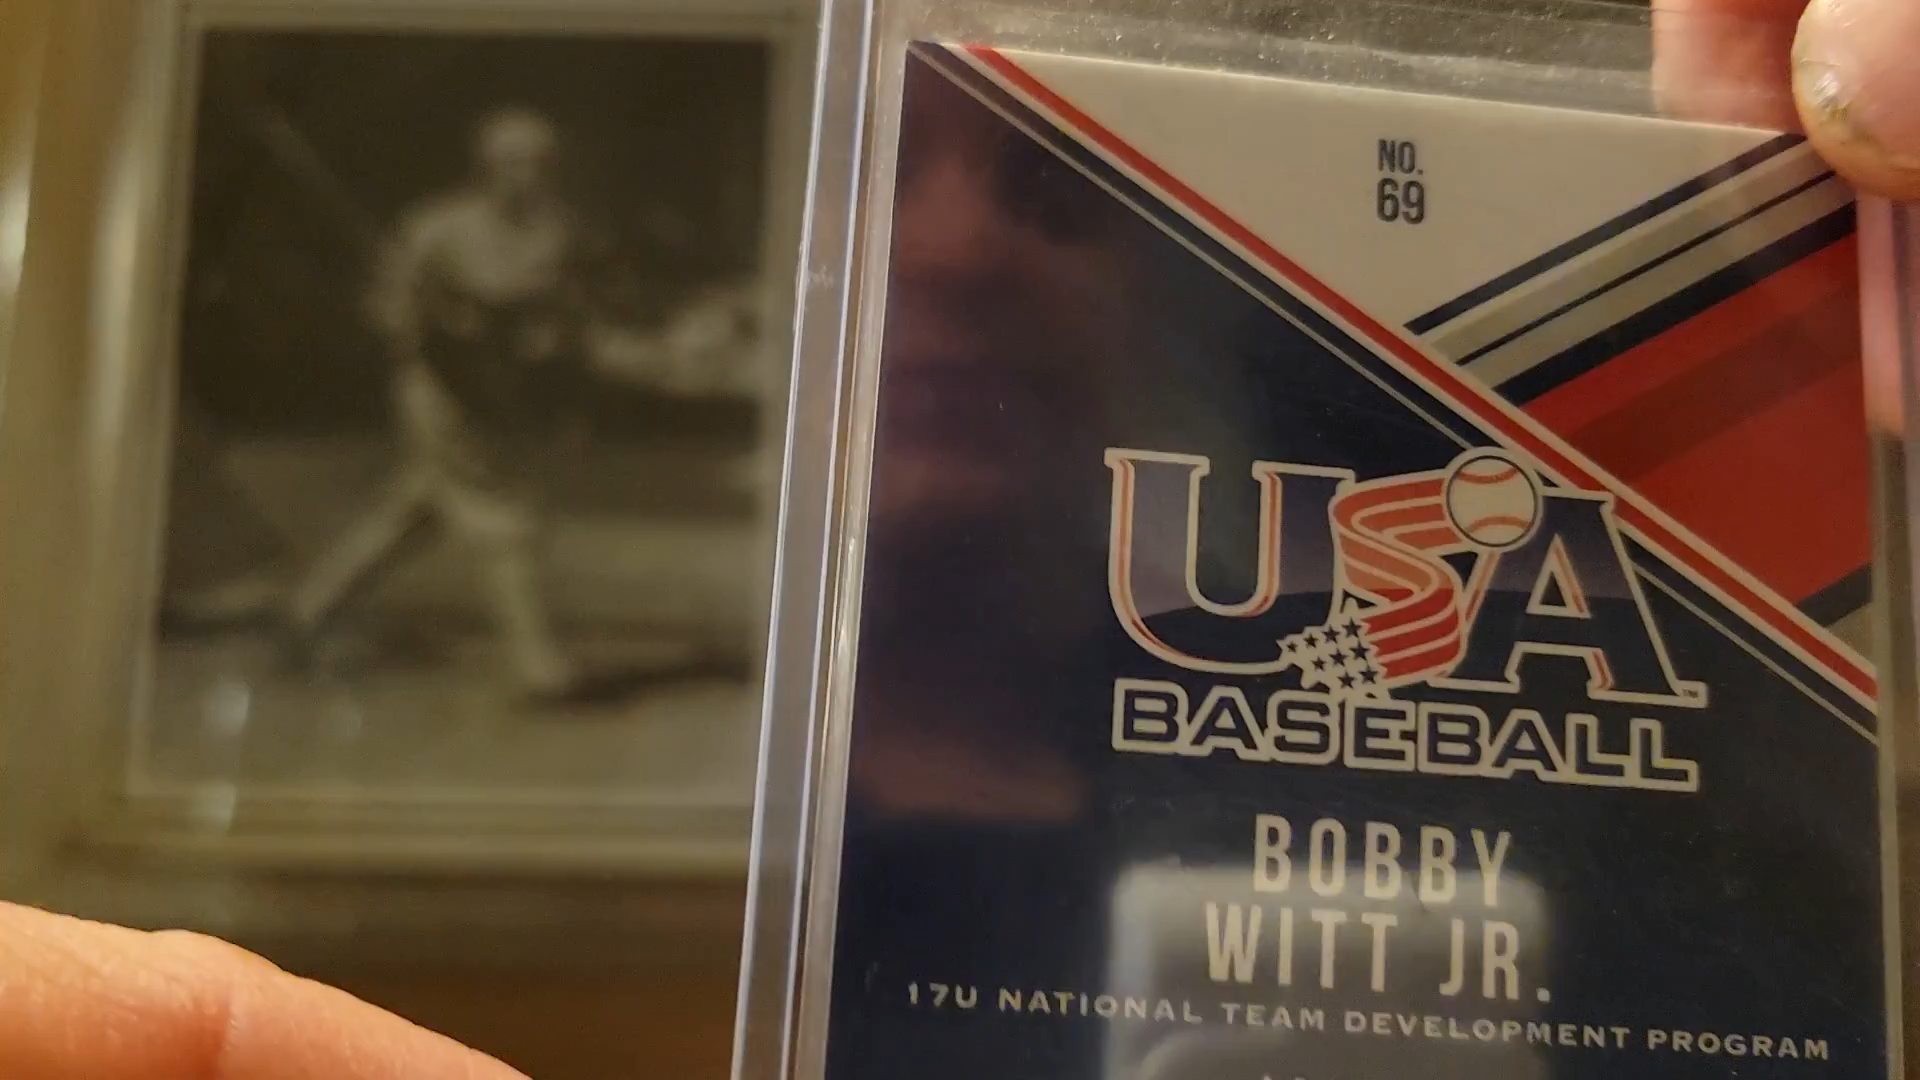 NO.
69
USA
BASEBALL
BOBBY
WITT JR.
17U NATIONAL TEAM DEVELOPMENT PROGRAM